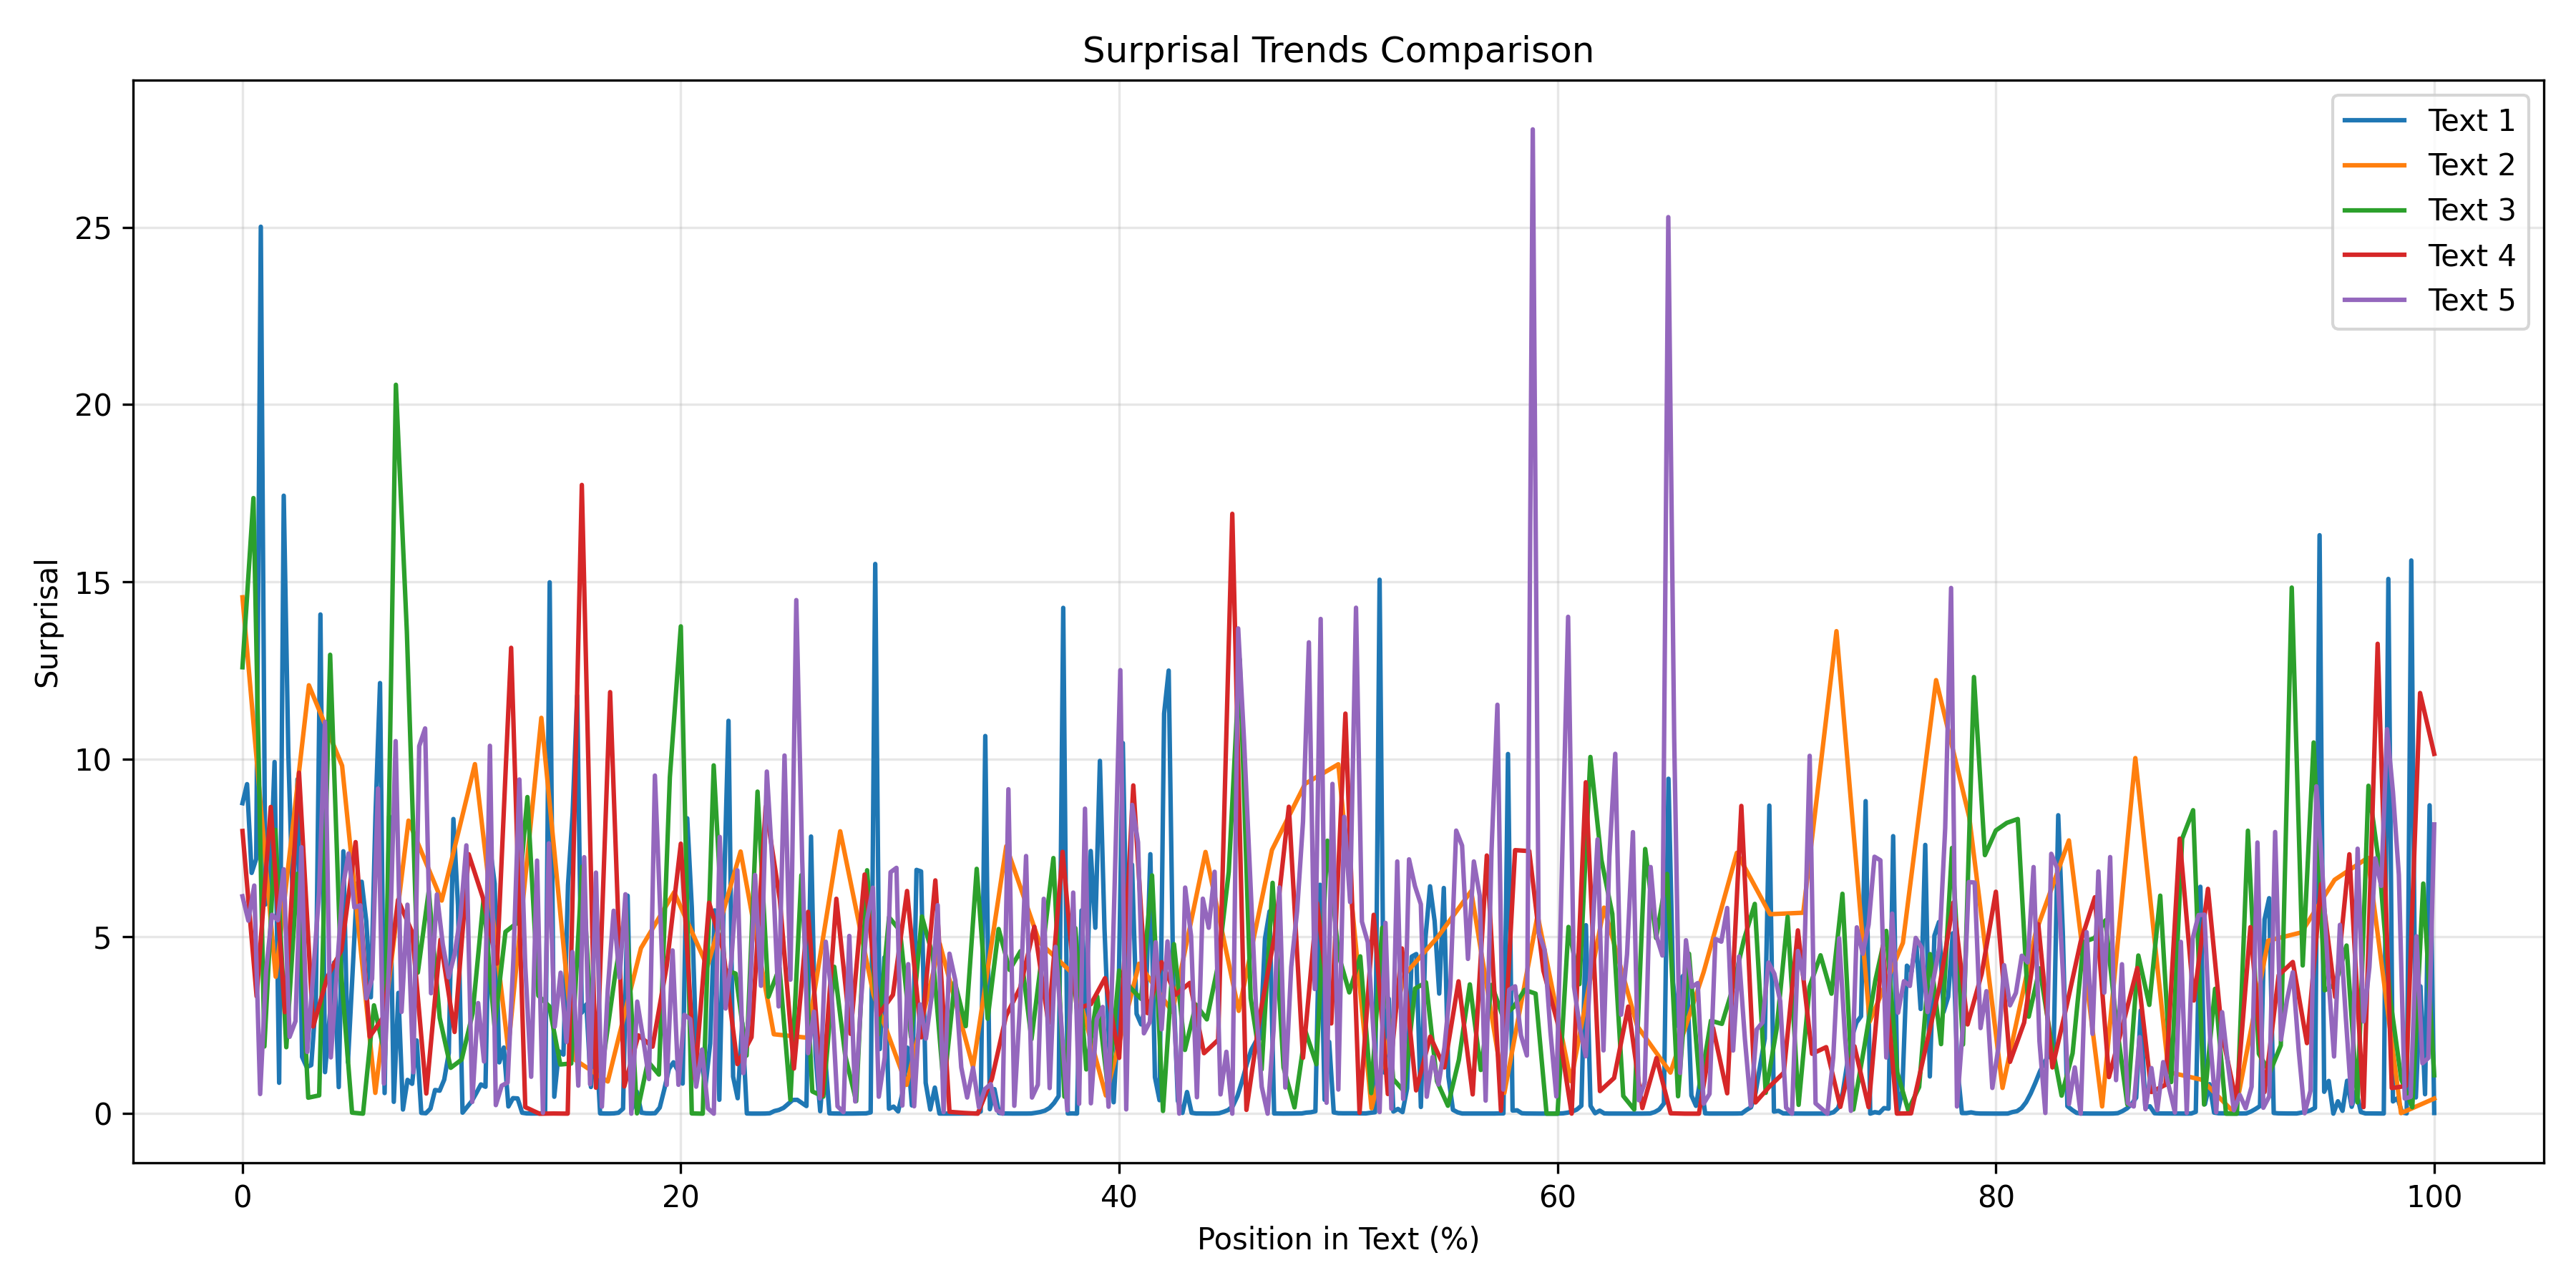 Surprisal Trends Comparison
Text 1
Text 2
Text 3
Text 4
Text 5
Surprisal
25
20
15
10
5
0
0 20 40 60 80 100
Position in Text (%)